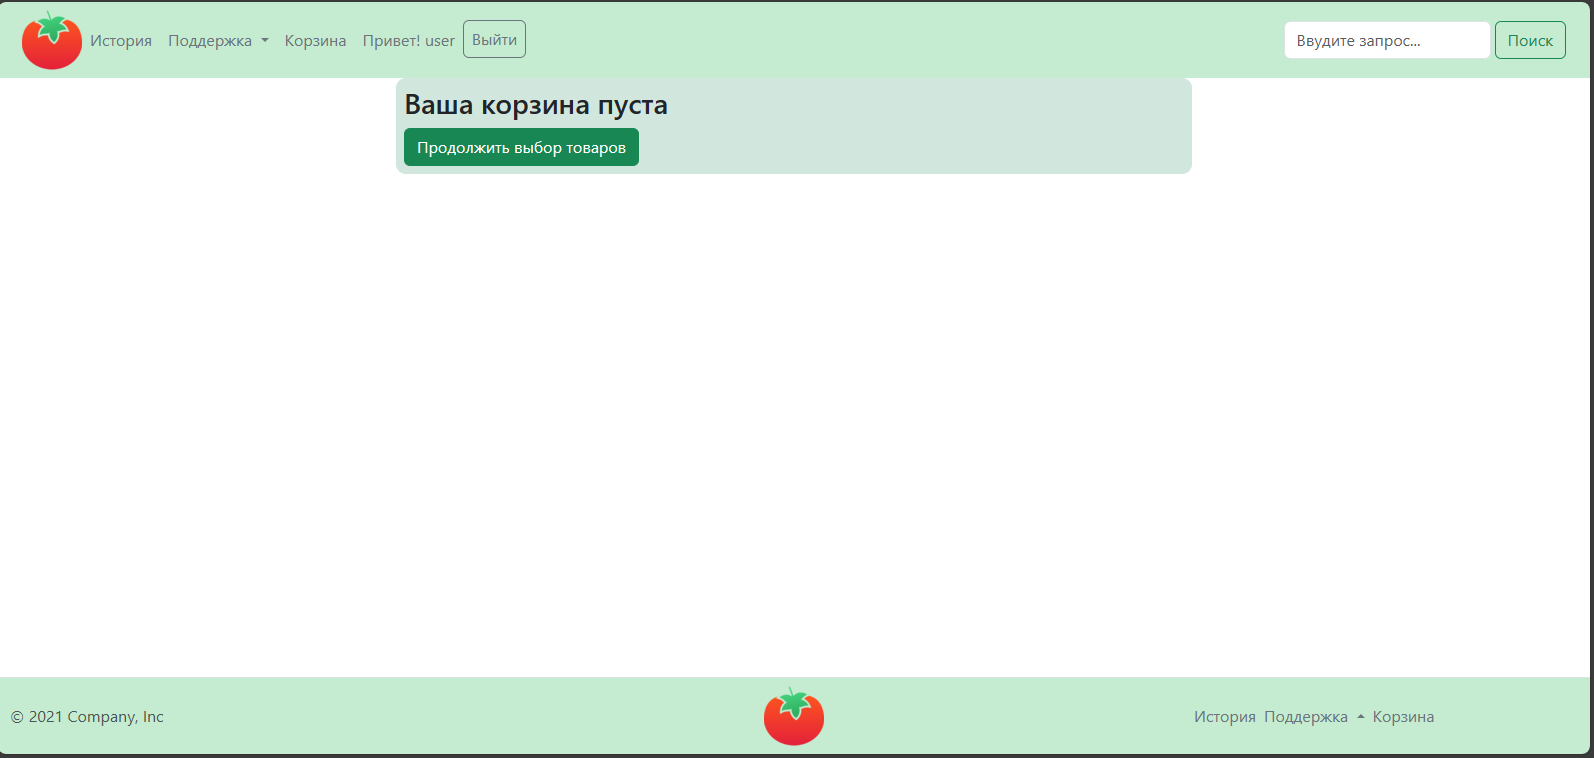 История Поддержка Корзина Привет! user Выйти Ввудите запрос... Поиск
Ваша корзина пуста
Продолжить выбор товаров
© 2021 Company, Inc История Поддержка Корзина